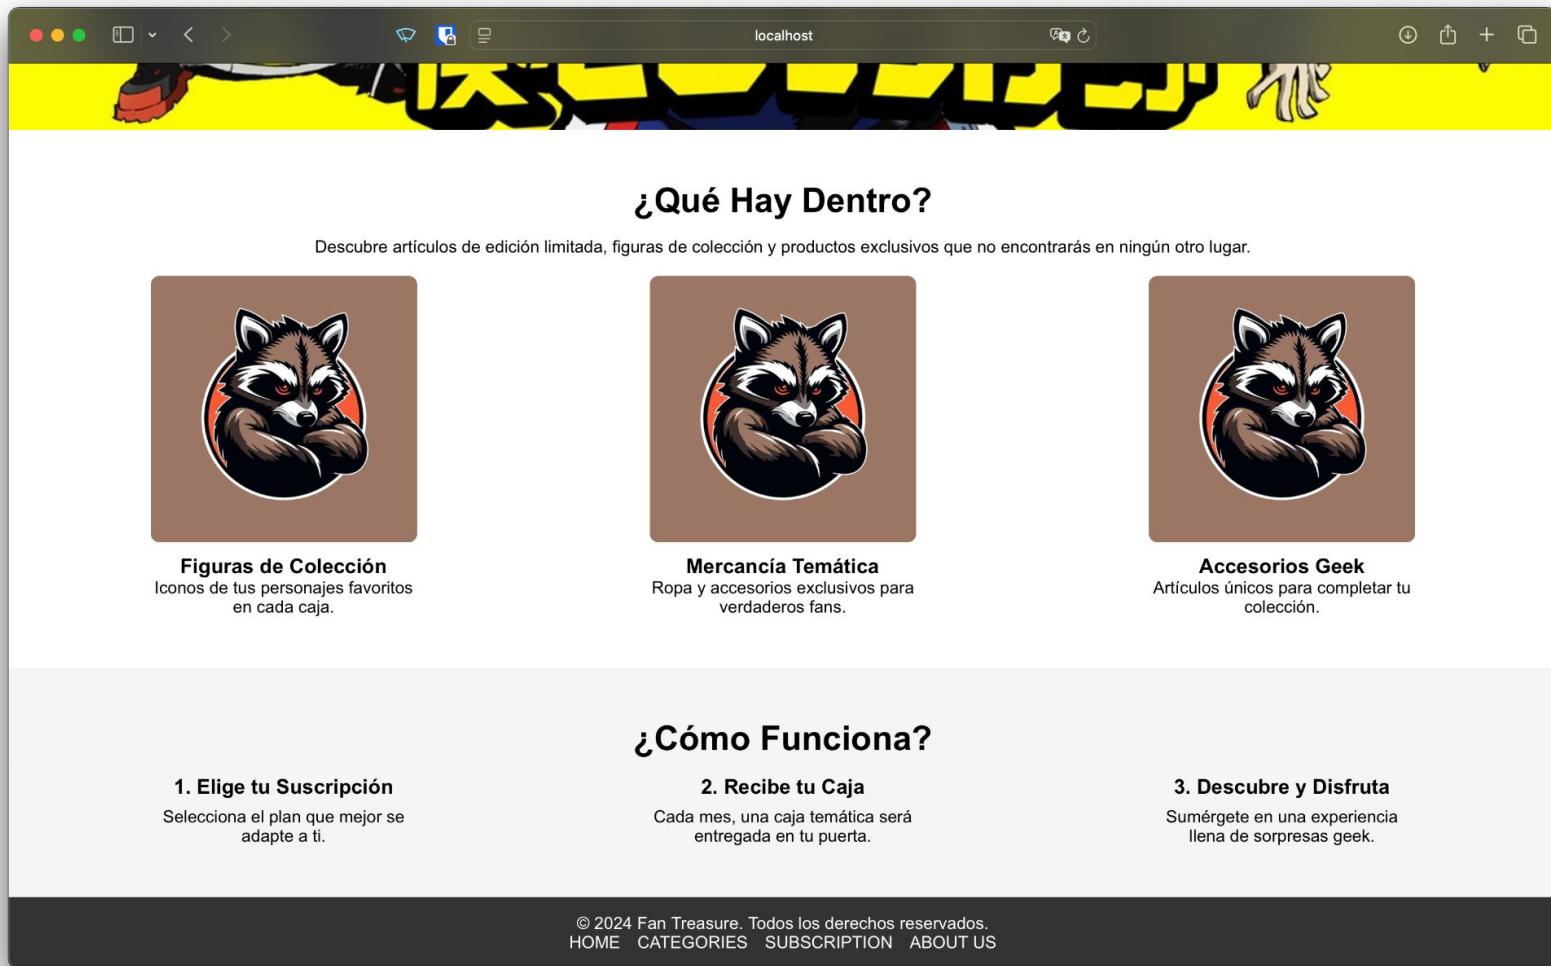 localhost
¿Qué Hay Dentro?
Descubre artículos de edición limitada, figuras de colección y productos exclusivos que no encontrarás en ningún otro lugar.
Figuras de Colección
Iconos de tus personajes favoritos
en cada caja.
Mercancía Temática
Ropa y accesorios exclusivos para
verdaderos fans.
Accesorios Geek
Artículos únicos para completar tu
colección.
¿Cómo Funciona?
1. Elige tu Suscripción
Selecciona el plan que mejor se
adapte a ti.
2. Recibe tu Caja
Cada mes, una caja temática será
entregada en tu puerta.
3. Descubre y Disfruta
Sumérgete en una experiencia
llena de sorpresas geek.
© 2024 Fan Treasure. Todos los derechos reservados.
HOME CATEGORIES SUBSCRIPTION ABOUT US